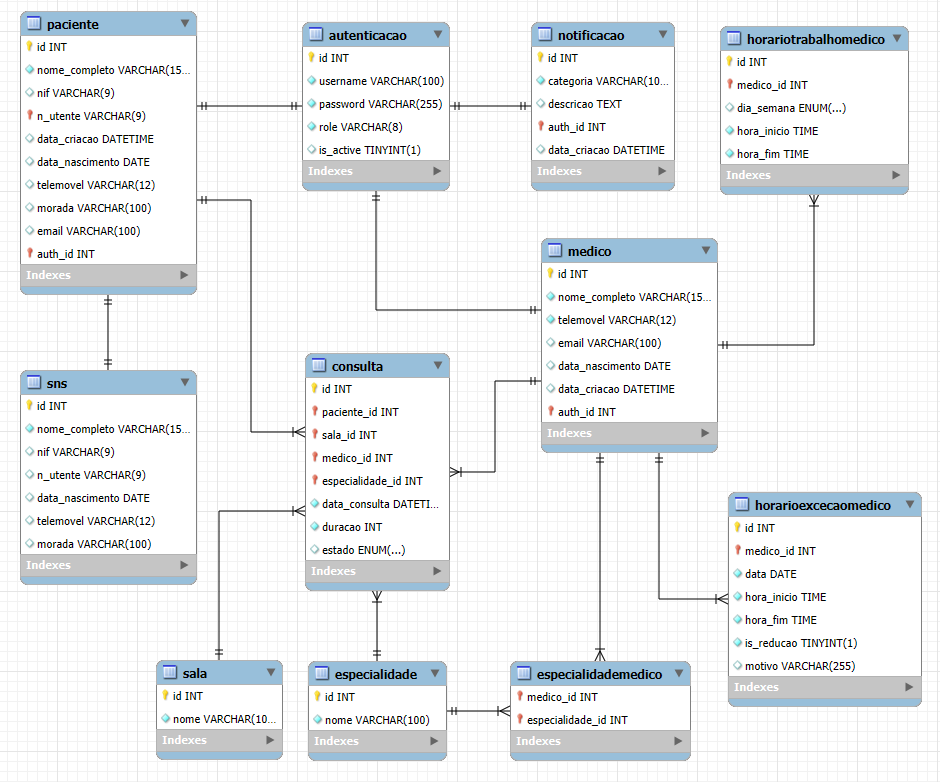 paciente
id INT
nome_completo VARCHAR(15...
nif VARCHAR(9)
n_utente VARCHAR(9)
data_criacao DATETIME
data_nascimento DATE
telemovel VARCHAR(12)
morada VARCHAR(100)
email VARCHAR(100)
auth_id INT
Indexes
autenticacao
id INT
username VARCHAR(100)
password VARCHAR(255)
role VARCHAR(8)
is_active TINYINT(1)
Indexes
notificacao
id INT
categoria VARCHAR(10...
descricao TEXT
auth_id INT
data_criacao DATETIME
Indexes
horariotrabalhomedico
id INT
medico_id INT
dia_semana ENUM(...)
hora_inicio TIME
hora_fim TIME
Indexes
medico
id INT
nome_completo VARCHAR(15...
telemovel VARCHAR(12)
email VARCHAR(100)
data_nascimento DATE
data_criacao DATETIME
auth_id INT
Indexes
sns
id INT
nome_completo VARCHAR(15...
nif VARCHAR(9)
n_utente VARCHAR(9)
data_nascimento DATE
telemovel VARCHAR(12)
morada VARCHAR(100)
Indexes
consulta
id INT
paciente_id INT
sala_id INT
medico_id INT
especialidade_id INT
data_consulta DATETI...
duracao INT
estado ENUM(...)
Indexes
horarioexcecaomedico
id INT
medico_id INT
data DATE
hora_inicio TIME
hora_fim TIME
is_reducao TINYINT(1)
motivo VARCHAR(255)
Indexes
sala
id INT
nome VARCHAR(10...
Indexes
especialidade
id INT
nome VARCHAR(100)
Indexes
especialidademedico
medico_id INT
especialidade_id INT
Indexes